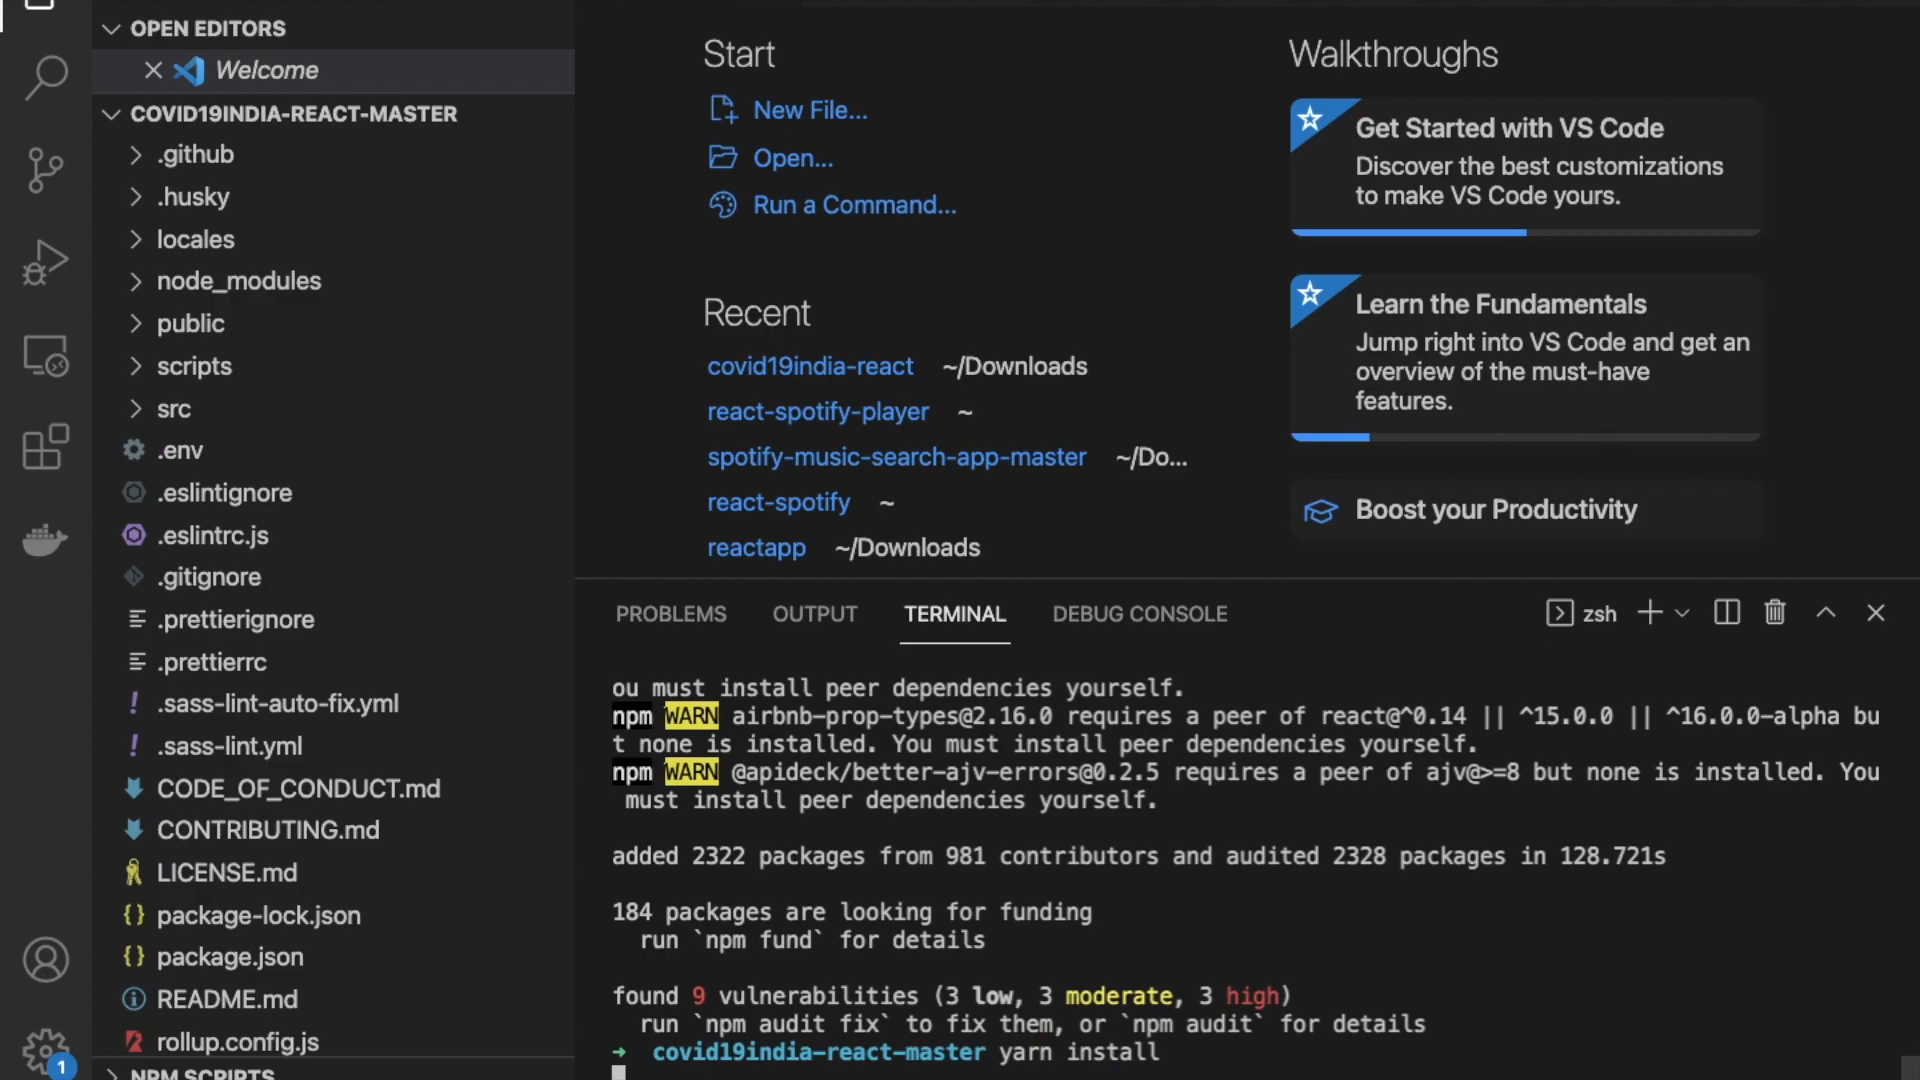 OPEN EDITORS
Welcome
COVID19INDIA-REACT-MASTER
.github
.husky
locales
node_modules
public
scripts
src
.env
.eslintignore
.eslintrc.js
.gitignore
.prettierignore
.prettierrc
.sass-lint-auto-fix.yml
.sass-lint.yml
CODE_OF_CONDUCT.md
CONTRIBUTING.md
LICENSE.md
package-lock.json
package.json
README.md
rollup.config.js
NPM SCRIPTS
1
Start
New File...
Open...
Run a Command...
Recent
covid19india-react ~/Downloads
react-spotify-player ~
spotify-music-search-app-master ~/Do...
react-spotify ~
reactapp ~/Downloads
Walkthroughs
Get Started with VS Code
Discover the best customizations
to make VS Code yours.
Learn the Fundamentals
Jump right into VS Code and get an
overview of the must-have
features.
Boost your Productivity
PROBLEMS OUTPUT TERMINAL DEBUG CONSOLE zsh
ou must install peer dependencies yourself.
npm WARN airbnb-prop-types@2.16.0 requires a peer of react@^0.14 || ^15.0.0 || ^16.0.0-alpha bu
t none is installed. You must install peer dependencies yourself.
npm WARN @apideck/better-ajv-errors@0.2.5 requires a peer of ajv@>=8 but none is installed. You
must install peer dependencies yourself.
added 2322 packages from 981 contributors and audited 2328 packages in 128.721s
184 packages are looking for funding
run `npm fund` for details
found 9 vulnerabilities (3 low, 3 moderate, 3 high)
run `npm audit fix` to fix them, or `npm audit` for details
➜ covid19india-react-master yarn install